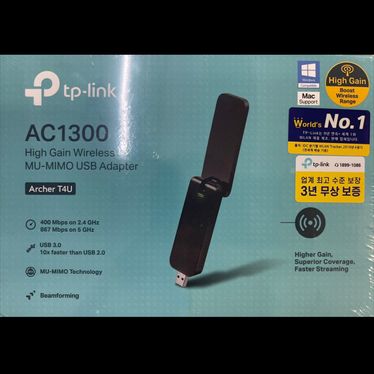 tp-link
AC1300
High Gain Wireless
MU-MIMO USB Adapter
Archer T4U
400 Mbps on 2.4 GHz
867 Mbps on 5 GHz
USB 3.0
10x faster than USB 2.0
MU-MIMO Technology
Beamforming
Windows
Compatible
Mac
Support
High Gain
Boost
Wireless
Range
World's No.1
tp-link
1899-1086
업계 최고 수준 보장
3년 무상 보증
Higher Gain,
Superior Coverage,
Faster Streaming